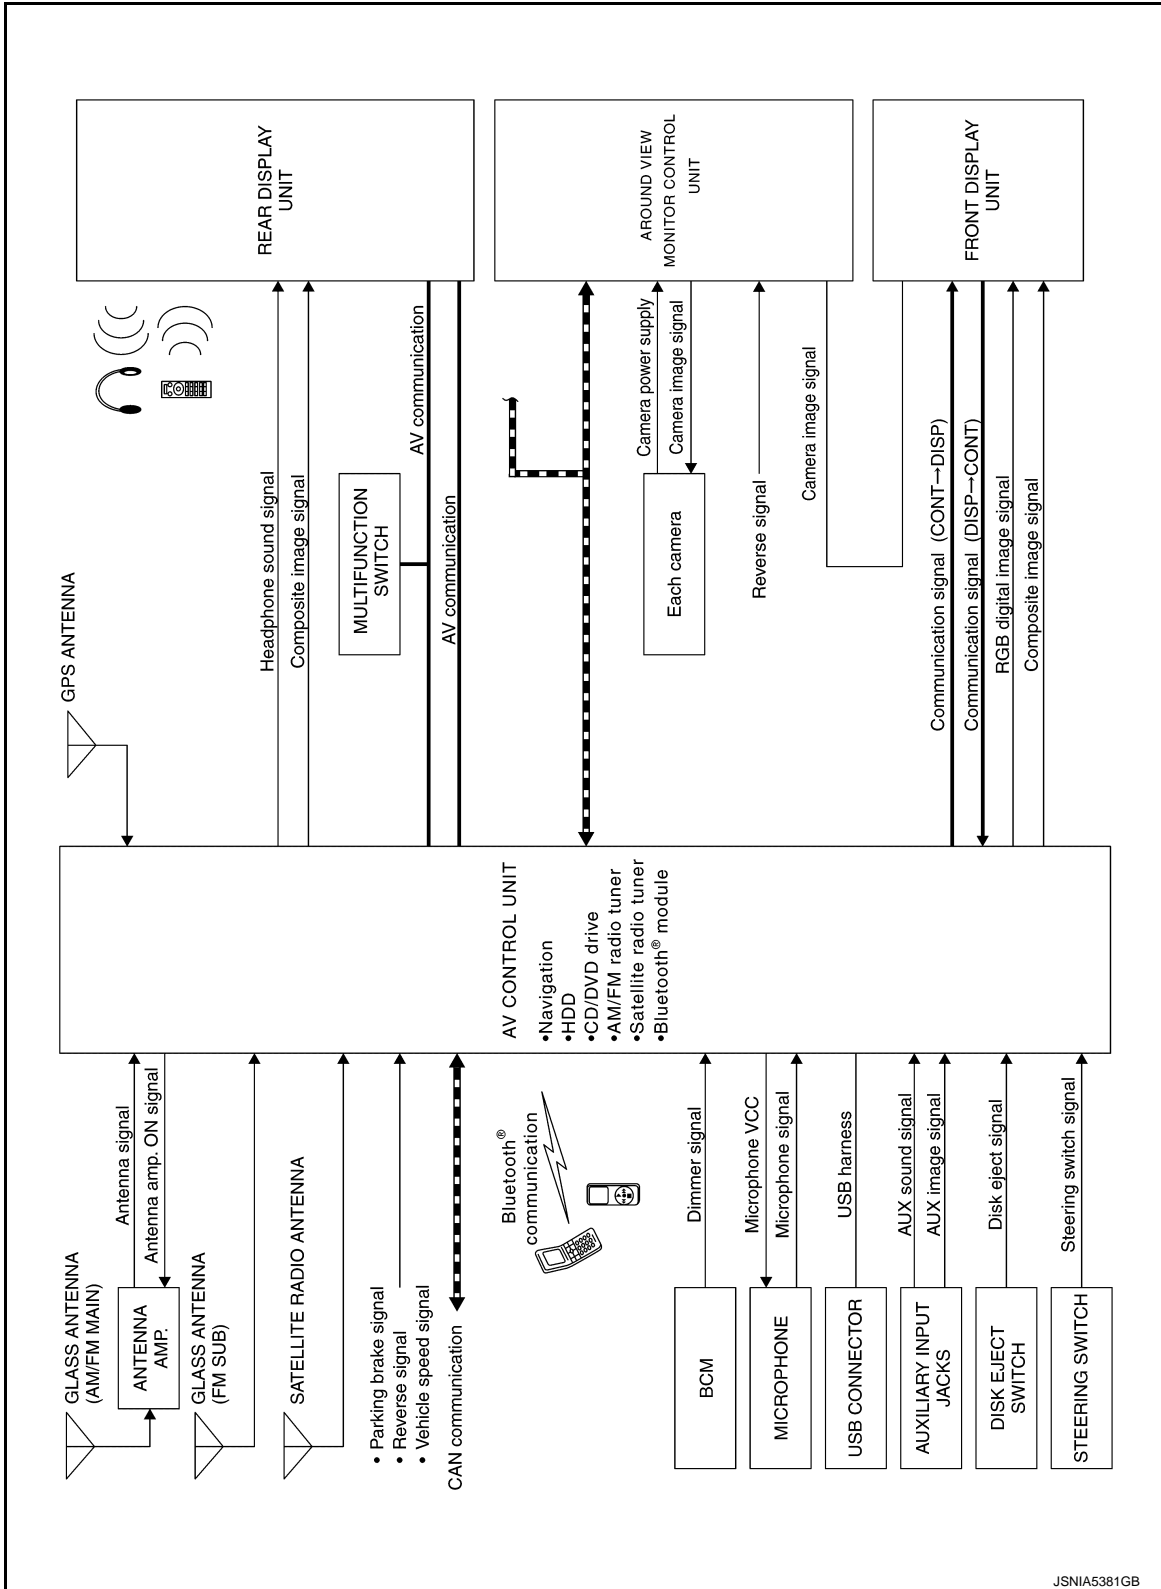 GLASS ANTENNA
(AM/FM MAIN)
ANTENNA
AMP.
Antenna signal
Antenna amp. ON signal
GLASS ANTENNA
(FM SUB)
SATELLITE RADIO ANTENNA
• Parking brake signal
• Reverse signal
• Vehicle speed signal
CAN communication
Bluetooth®
communication
BCM
Dimmer signal
MICROPHONE
Microphone VCC
Microphone signal
USB CONNECTOR
USB harness
AUXILIARY INPUT
JACKS
AUX sound signal
AUX image signal
DISK EJECT
SWITCH
Disk eject signal
STEERING SWITCH
Steering switch signal
AV CONTROL UNIT
•Navigation
•HDD
•CD/DVD drive
•AM/FM radio tuner
•Satellite radio tuner
•Bluetooth® module
GPS ANTENNA
Headphone sound signal
Composite image signal
MULTIFUNCTION
SWITCH
AV communication
AV communication
REAR DISPLAY
UNIT
Each camera
Camera power supply
Camera image signal
Reverse signal
Camera image signal
AROUND VIEW
MONITOR CONTROL
UNIT
Communication signal (CONT→DISP)
Communication signal (DISP→CONT)
RGB digital image signal
Composite image signal
FRONT DISPLAY
UNIT
JSNIA5381GB